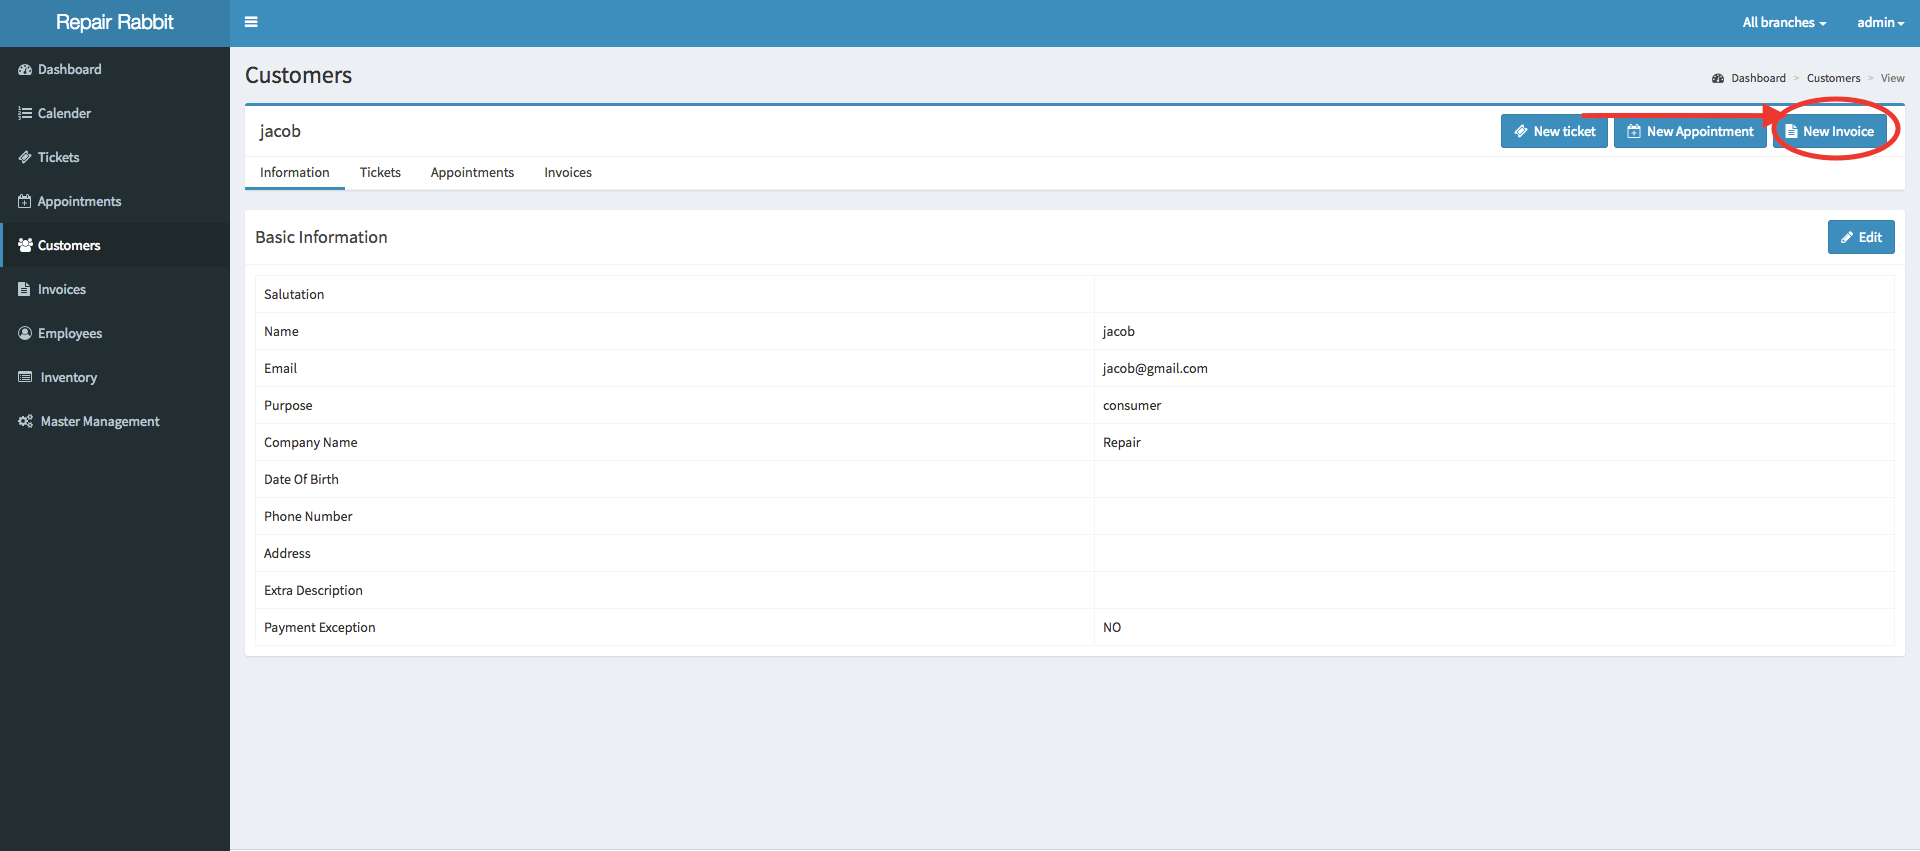 Repair Rabbit
All branches
admin
Dashboard
Calender
Tickets
Appointments
Customers
Invoices
Employees
Inventory
Master Management
Customers
Dashboard > Customers > View
jacob
New ticket
New Appointment
New Invoice
Information Tickets Appointments Invoices
Basic Information
Edit
Salutation
Name jacob
Email jacob@gmail.com
Purpose consumer
Company Name Repair
Date Of Birth
Phone Number
Address
Extra Description
Payment Exception NO